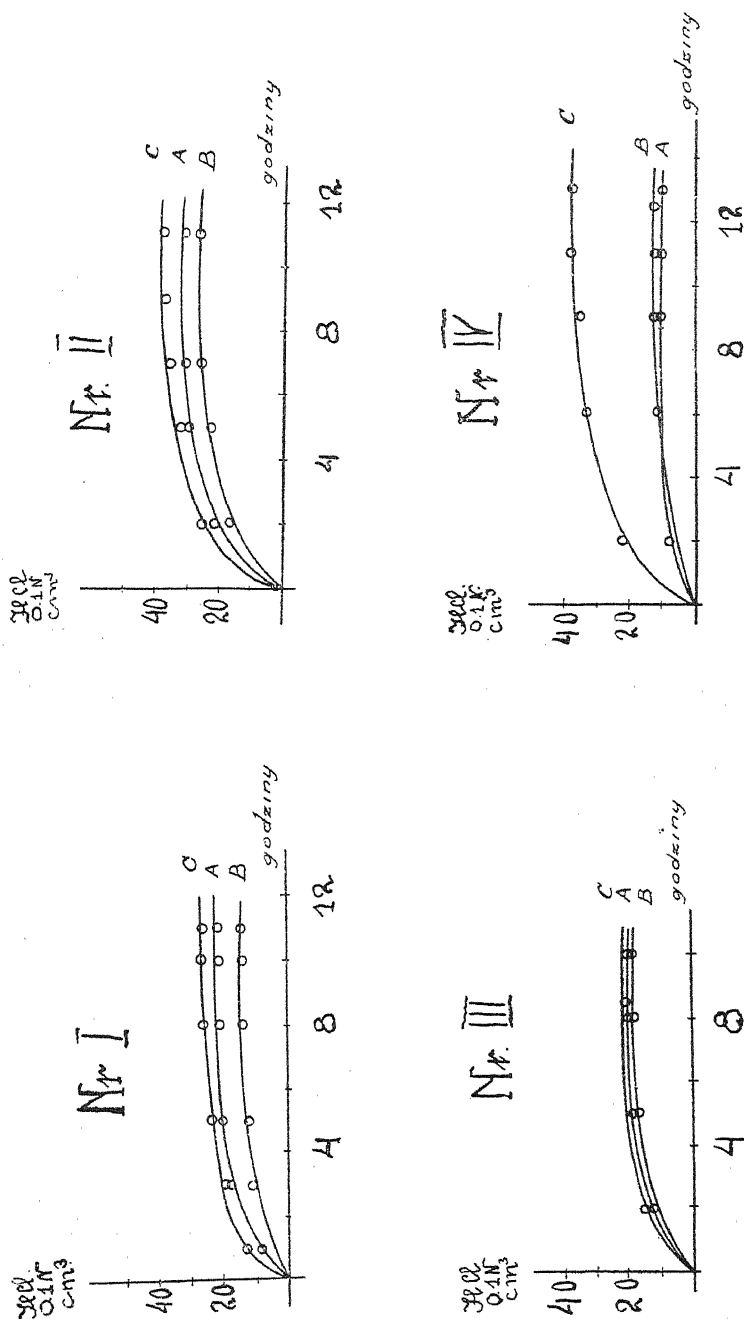 Nr I
HCl
0.1N
cm³
40
20
4
8
12
godziny
C
A
B
Nr. II
HCl
0.1N
cm³
40
20
4
8
12
godziny
C
A
B
Nr. III
HCl
0.1N
cm³
40
20
4
8
godziny
C
A
B
Nr IV
HCl.
0.1N.
cm³
40
20
4
8
12
godziny
C
B
A